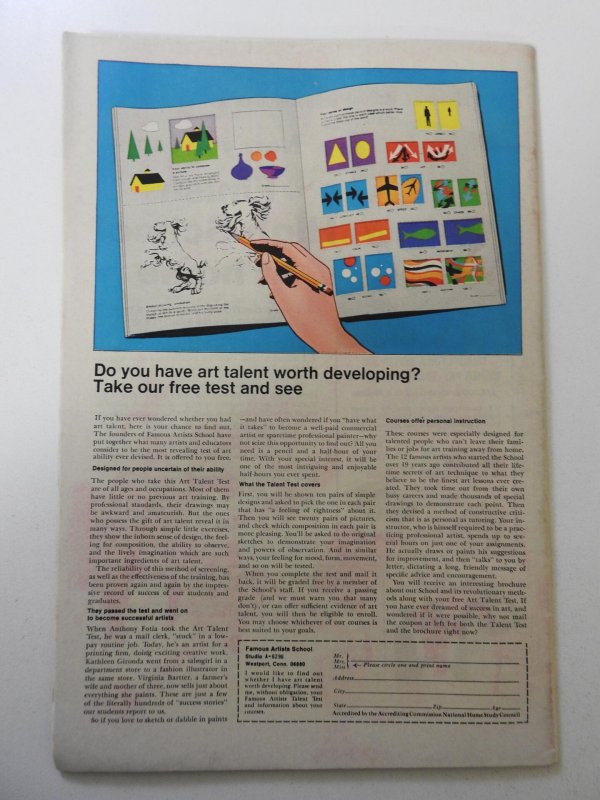 Do you have art talent worth developing?
Take our free test and see
If you have ever wondered whether you had
art talent, here is your chance to find out.
The founders of Famous Artists School have
put together what many artists and educators
consider to be the most revealing test of art
ability ever devised. It is offered to you free.
Designed for people uncertain of their ability
The people who take this Art Talent Test
are of all ages and occupations. Most of them
have little or no previous art training. By
professional standards, their drawings may
be awkward and amateurish. But the ones
who possess the gift of art talent reveal it in
many ways. Through simple little exercises,
they show the inborn sense of design, the feel-
ing for composition, the ability to observe,
and the lively imagination which are such
important ingredients of art talent.
The reliability of this method of screening,
as well as the effectiveness of the training, has
been proven again and again by the impres-
sive record of success of our students and
graduates.
They passed the test and went on
to become successful artists
When Anthony Fotia took the Art Talent
Test, he was a mail clerk, "stuck" in a low-
pay routine job. Today, he's an artist for a
printing firm, doing exciting creative work.
Kathleen Gironda went from a salesgirl in a
department store to a fashion illustrator in
the same store. Virginia Bartter, a farmer's
wife and mother of three, now sells just about
everything she paints. These are just a few
of the literally hundreds of "success stories"
our students report to us.
So if you love to sketch or dabble in paints
—and have often wondered if you "have what
it takes" to become a well-paid commercial
artist or sparetime professional painter—why
not seize this opportunity to find out? All you
need is a pencil and a half-hour of your
time. With your special interest, it will be
one of the most intriguing and enjoyable
half-hours you ever spent.
What the Talent Test covers
First, you will be shown ten pairs of simple
designs and asked to pick the one in each pair
that has "a feeling of rightness" about it.
Then you will see twenty pairs of pictures,
and check which composition in each pair is
more pleasing. You'll be asked to do original
sketches to demonstrate your imagination
and powers of observation. And in similar
ways, your feeling for mood, form, movement,
and so on will be tested.
When you complete the test and mail it
back, it will be graded free by a member of
the School's staff. If you receive a passing
grade (and we must warn you that many
don't), or can offer sufficient evidence of art
talent, you will then be eligible to enroll.
You may choose whichever of our courses is
best suited to your goals.
Courses offer personal instruction
These courses were especially designed for
talented people who can't leave their fami-
lies or jobs for art training away from home.
The 12 famous artists who started the School
over 18 years ago contributed all their life-
time secrets of art technique to what they
believe to be the finest art lessons ever cre-
ated. They took time out from their own
busy careers and made thousands of special
drawings to demonstrate each point. Then
they devised a method of constructive criti-
cism that is as personal as tutoring. Your in-
structor, who is himself required to be a prac-
ticing professional artist, spends up to sev-
eral hours on just one of your assignments.
He actually draws or paints his suggestions
for improvement, and then "talks" to you by
letter, dictating a long, friendly message of
specific advice and encouragement.
You will receive an interesting brochure
about our School and its revolutionary meth-
ods along with your free Art Talent Test. If
you have ever dreamed of success in art, and
wondered if it were possible, why not mail
the coupon at left for both the Talent Test
and the brochure right now?
Famous Artists School
Westport, Conn. 06880
I would like to find out
whether I have art talent
worth developing. Please send
me, without obligation, your
Famous Artists Talent Test
and information about your
courses.
Mr.
Mrs.
Miss
Please circle one and print name
Address
City
State Zip Age
Accredited by the Accrediting Commission National Home Study Council